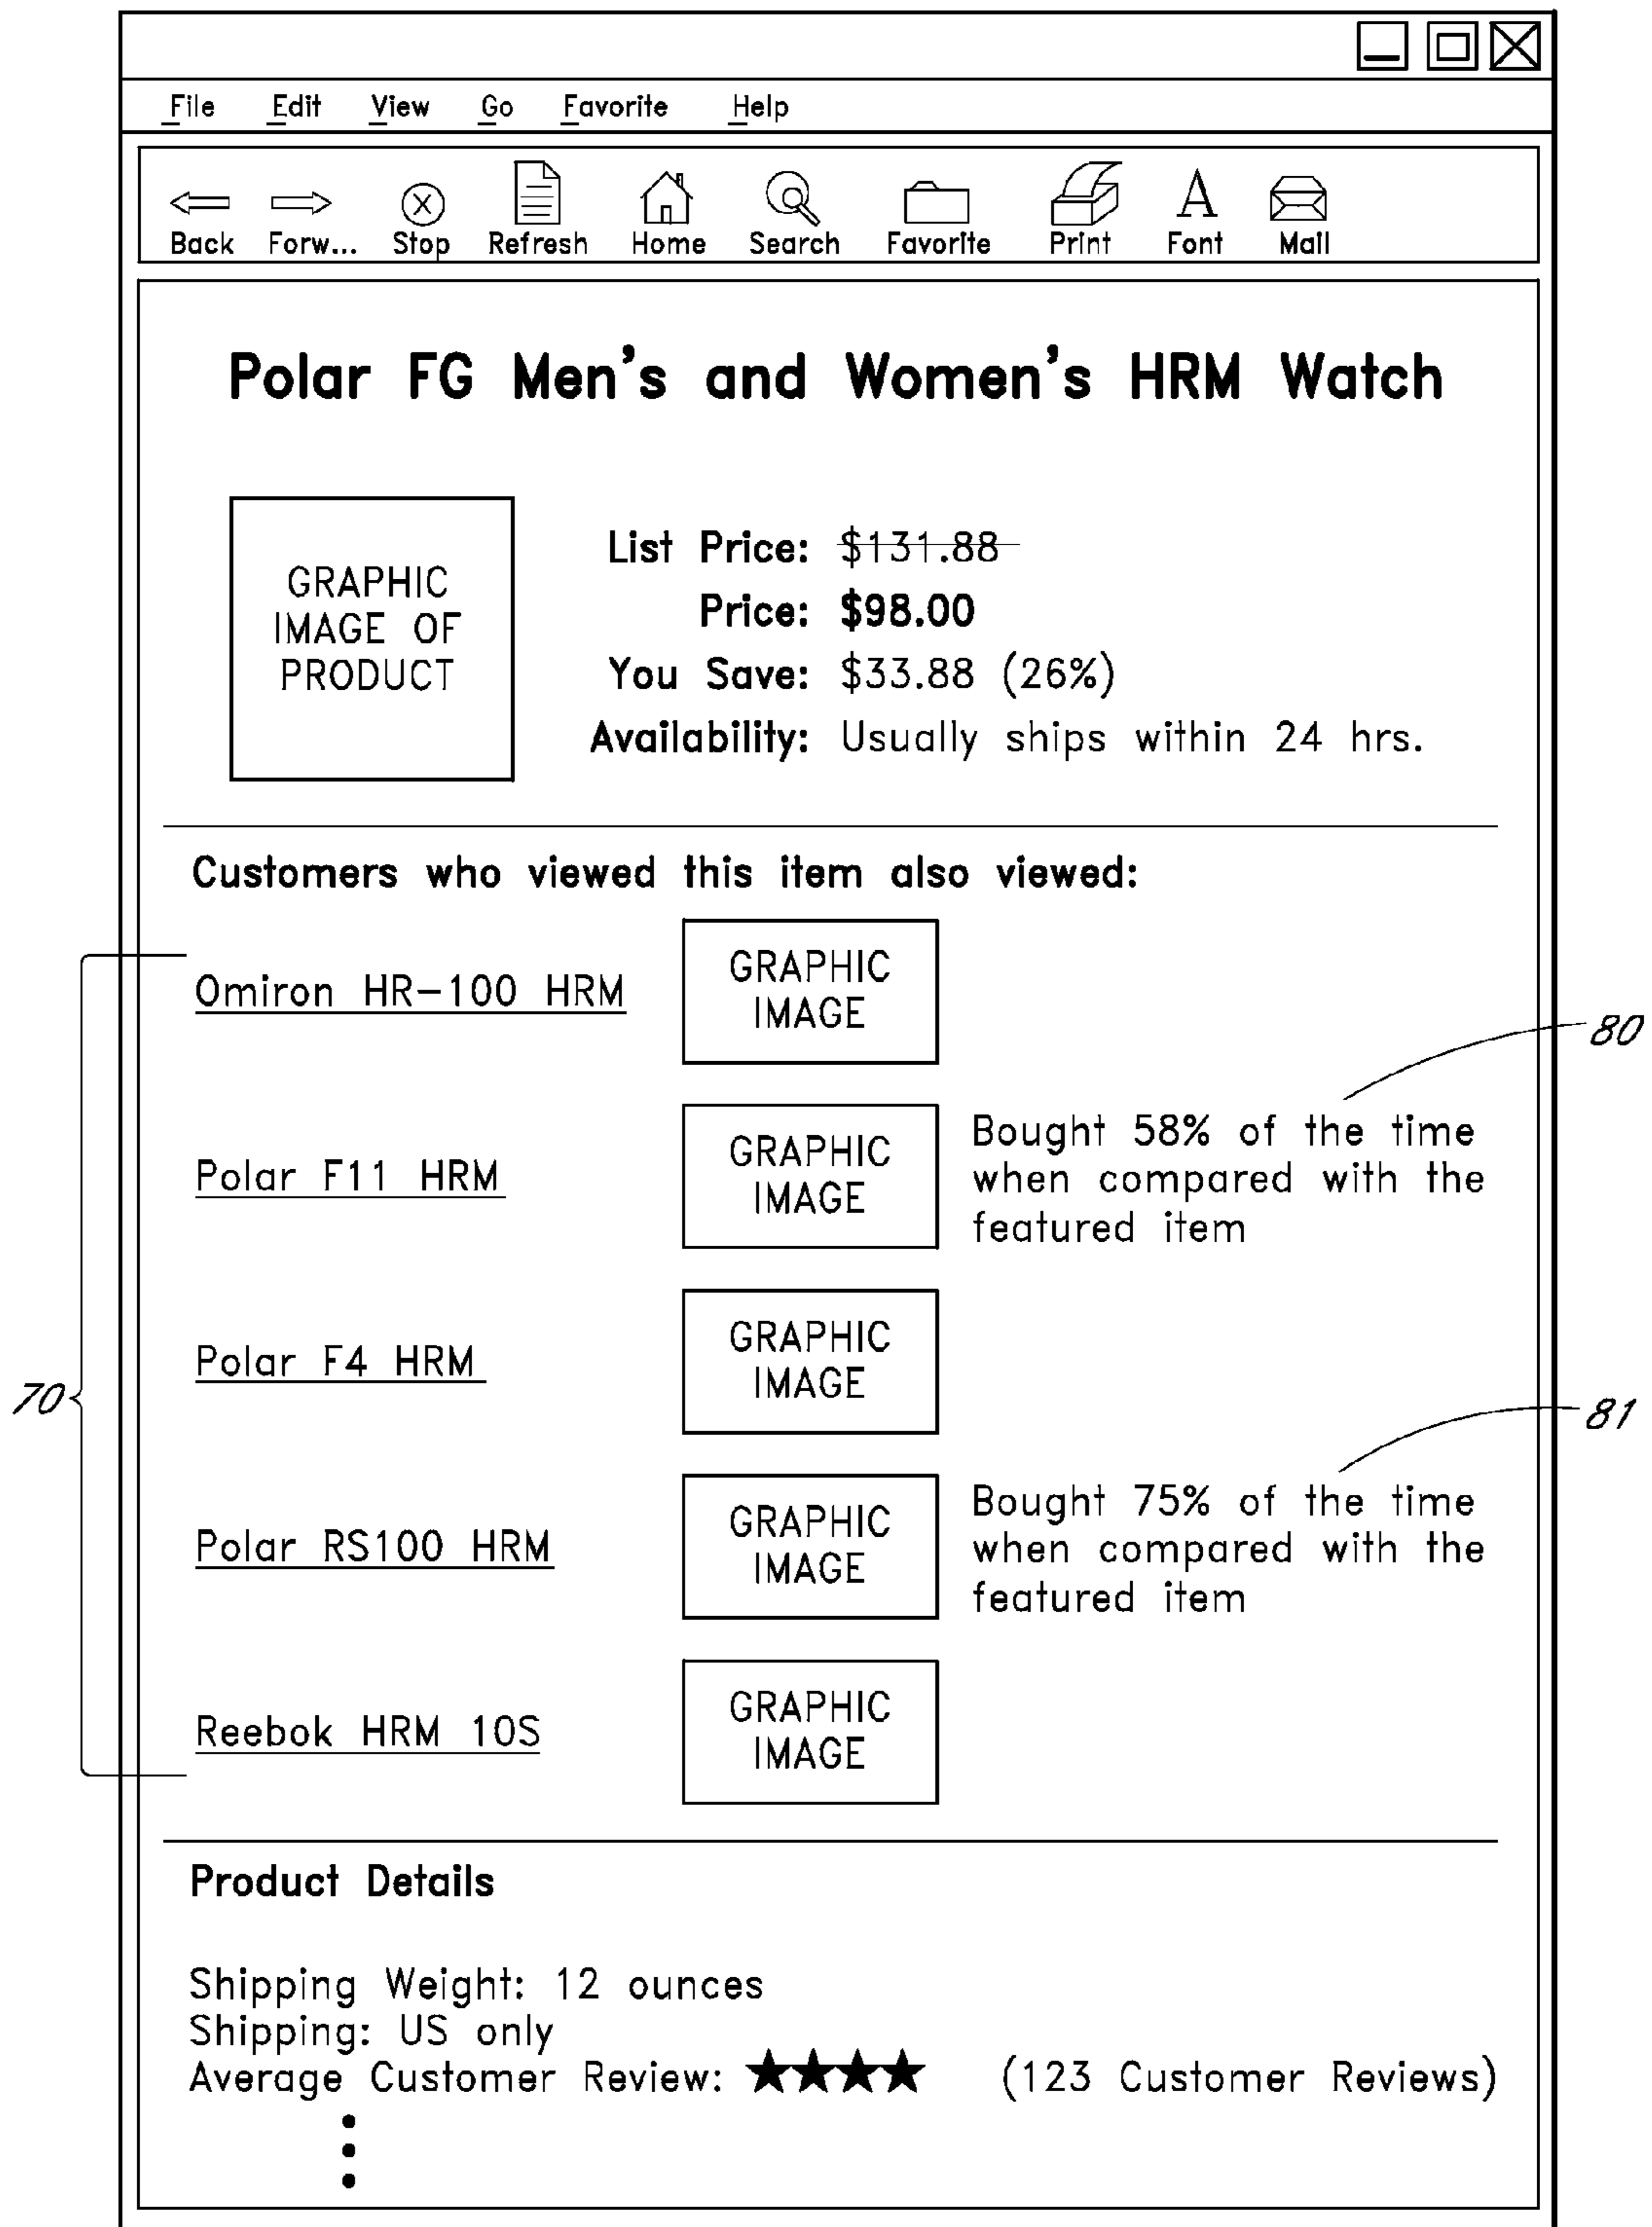 File Edit View Go Favorite Help
Back Forw... Stop Refresh Home Search Favorite Print Font Mail
Polar FG Men's and Women's HRM Watch
GRAPHIC
IMAGE OF
PRODUCT
List Price: $131.88
Price: $98.00
You Save: $33.88 (26%)
Availability: Usually ships within 24 hrs.
Customers who viewed this item also viewed:
70
Omiron HR-100 HRM
GRAPHIC
IMAGE
Polar F11 HRM
GRAPHIC
IMAGE
80
Bought 58% of the time
when compared with the
featured item
Polar F4 HRM
GRAPHIC
IMAGE
Polar RS100 HRM
GRAPHIC
IMAGE
81
Bought 75% of the time
when compared with the
featured item
Reebok HRM 10S
GRAPHIC
IMAGE
Product Details
Shipping Weight: 12 ounces
Shipping: US only
Average Customer Review: ★★★★ (123 Customer Reviews)